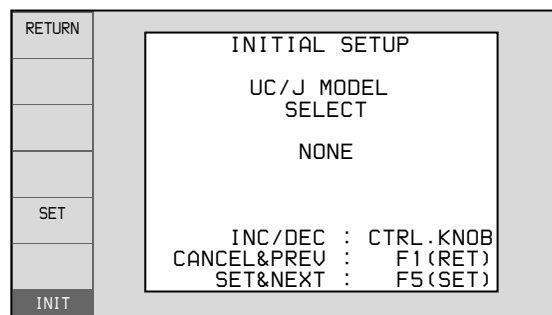 RETURN
SET
INIT
INITIAL SETUP
UC/J MODEL
SELECT
NONE
INC/DEC : CTRL.KNOB
CANCEL&PREV : F1(RET)
SET&NEXT : F5(SET)